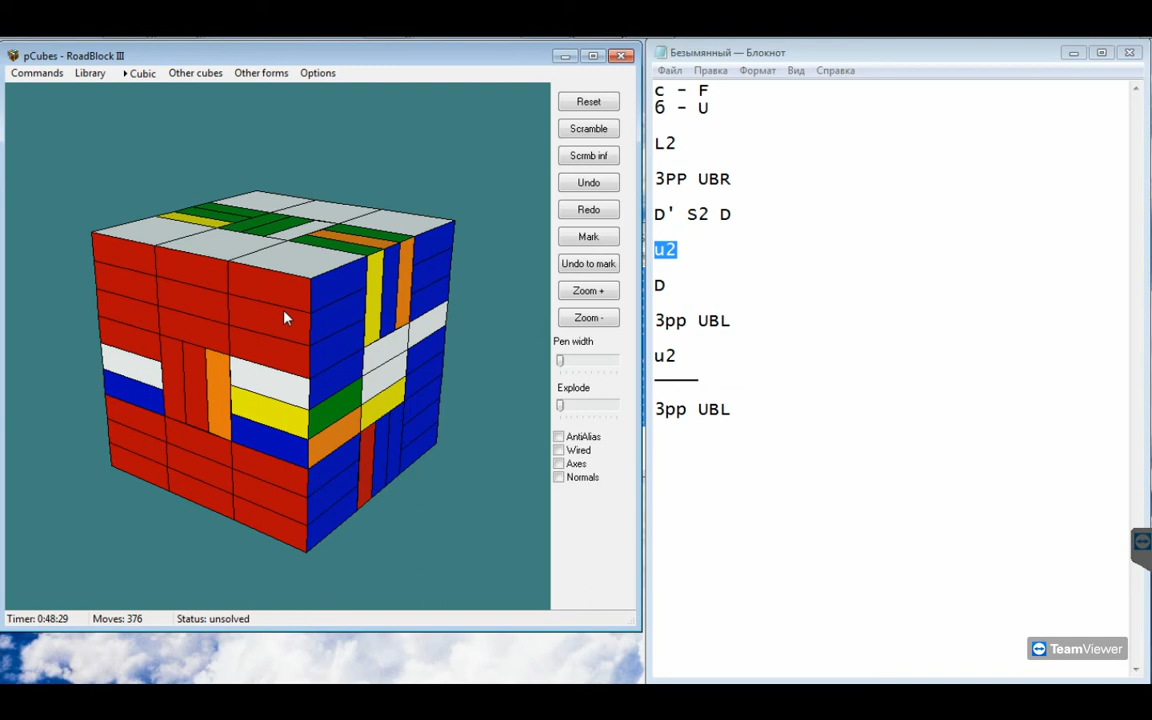 pCubes - RoadBlock III
Commands Library Cubic Other cubes Other forms Options
Reset
Scramble
Scrmb inf
Undo
Redo
Mark
Undo to mark
Zoom +
Zoom -
Pen width
Explode
AntiAlias
Wired
Axes
Normals
Timer: 0:48:29 Moves: 376 Status: unsolved
Безымянный — Блокнот
Файл Правка Формат Вид Справка
с - F
б - U
L2
3PP UBR
D' S2 D
u2
D
3pp UBL
u2
3pp UBL
TeamViewer